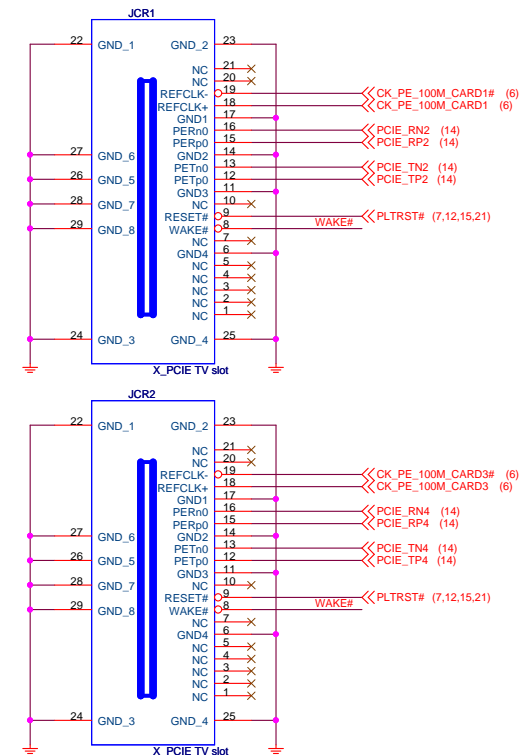 JCR1
22 GND_1 GND_2 23
NC 21
NC 20
REFCLK- 19 CK_PE_100M_CARD1# (6)
REFCLK+ 18 CK_PE_100M_CARD1 (6)
GND1 17
PERn0 16 PCIE_RN2 (14)
PERp0 15 PCIE_RP2 (14)
27 GND_6 GND2 14
PETn0 13 PCIE_TN2 (14)
26 GND_5 PETp0 12 PCIE_TP2 (14)
GND3 11
28 GND_7 NC 10
RESET# 9 PLTRST# (7,12,15,21)
29 GND_8 WAKE# 8 WAKE#
NC 7
GND4 6
NC 5
NC 4
NC 3
NC 2
NC 1
24 GND_3 GND_4 25
X_PCIE TV slot
JCR2
22 GND_1 GND_2 23
NC 21
NC 20
REFCLK- 19 CK_PE_100M_CARD3# (6)
REFCLK+ 18 CK_PE_100M_CARD3 (6)
GND1 17
PERn0 16 PCIE_RN4 (14)
PERp0 15 PCIE_RP4 (14)
27 GND_6 GND2 14
PETn0 13 PCIE_TN4 (14)
26 GND_5 PETp0 12 PCIE_TP4 (14)
GND3 11
28 GND_7 NC 10
RESET# 9 PLTRST# (7,12,15,21)
29 GND_8 WAKE# 8 WAKE#
NC 7
GND4 6
NC 5
NC 4
NC 3
NC 2
NC 1
24 GND_3 GND_4 25
X_PCIE TV slot